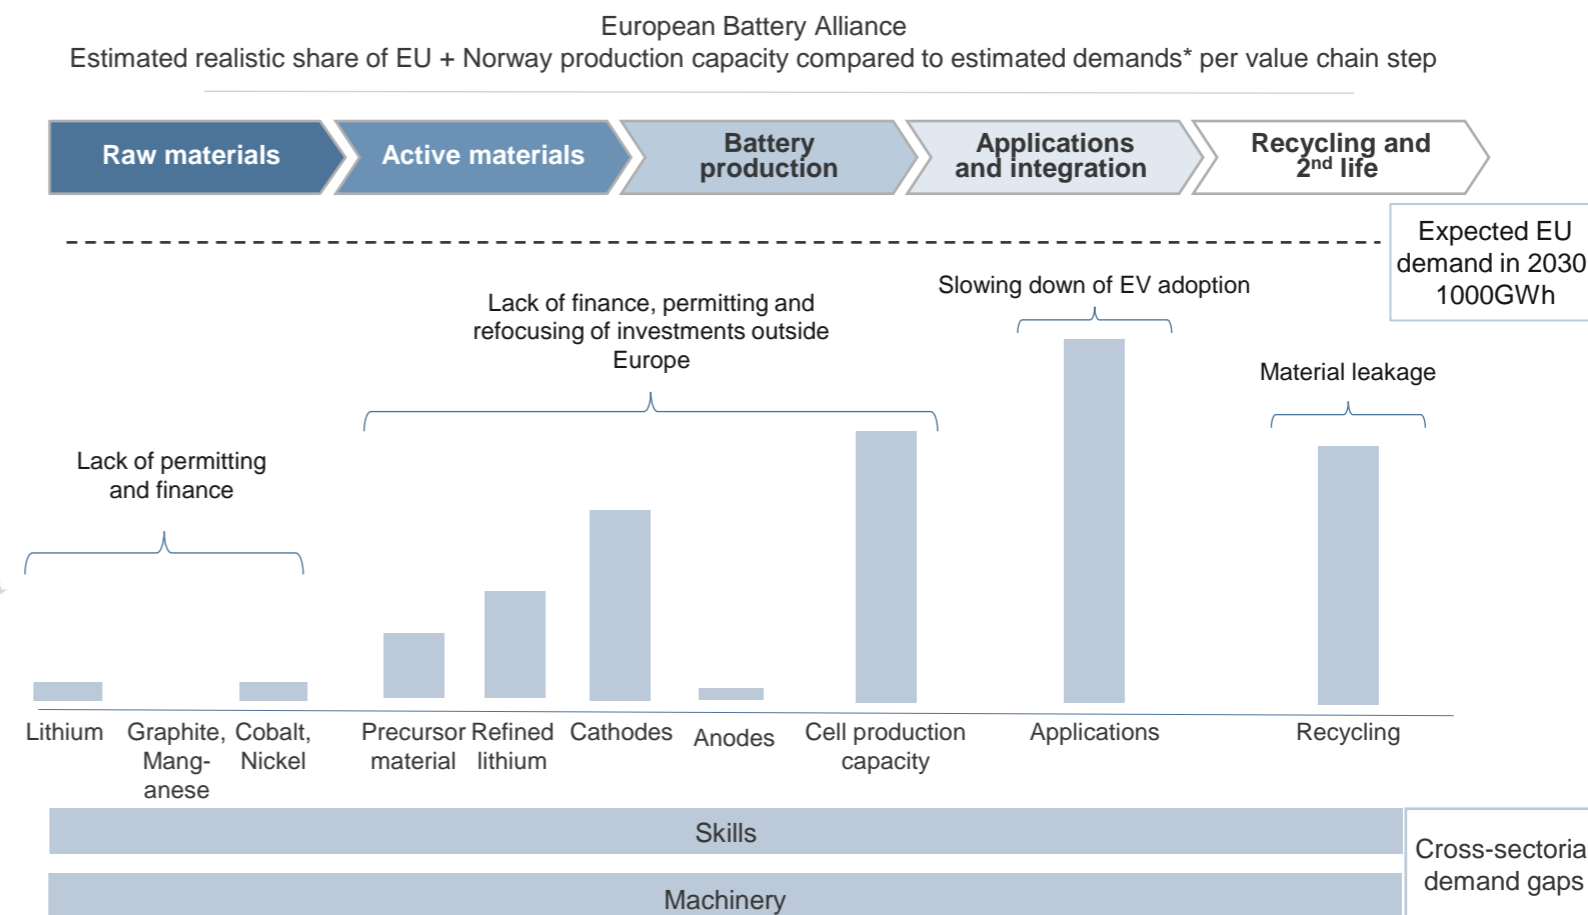 European Battery Alliance
Estimated realistic share of EU + Norway production capacity compared to estimated demands* per value chain step
Raw materials
Active materials
Battery
production
Applications
and integration
Recycling and
2nd life
Expected EU
demand in 2030
1000GWh
Lack of finance, permitting and
refocusing of investments outside
Europe
Slowing down of EV adoption
Material leakage
Lack of permitting
and finance
Lithium
Graphite,
Mang-
anese
Cobalt,
Nickel
Precursor
material
Refined
lithium
Cathodes
Anodes
Cell production
capacity
Applications
Recycling
Skills
Machinery
Cross-sectoria
demand gaps